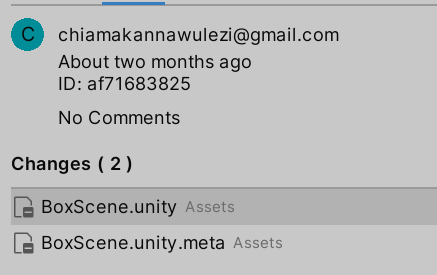 C
chiamakannawulezi@gmail.com
About two months ago
ID: af71683825
No Comments
Changes ( 2 )
BoxScene.unity Assets
BoxScene.unity.meta Assets